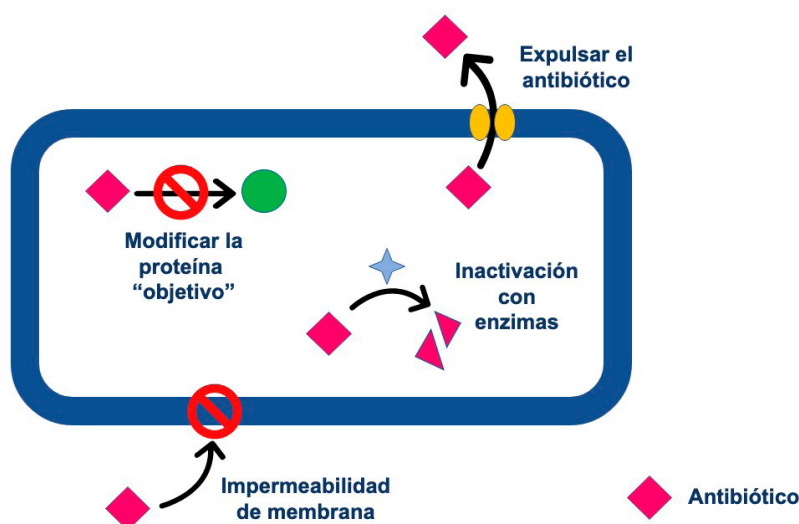 Expulsar el
antibiótico
Modificar la
proteína
“objetivo”
Inactivación
con
enzimas
Impermeabilidad
de membrana
Antibiótico